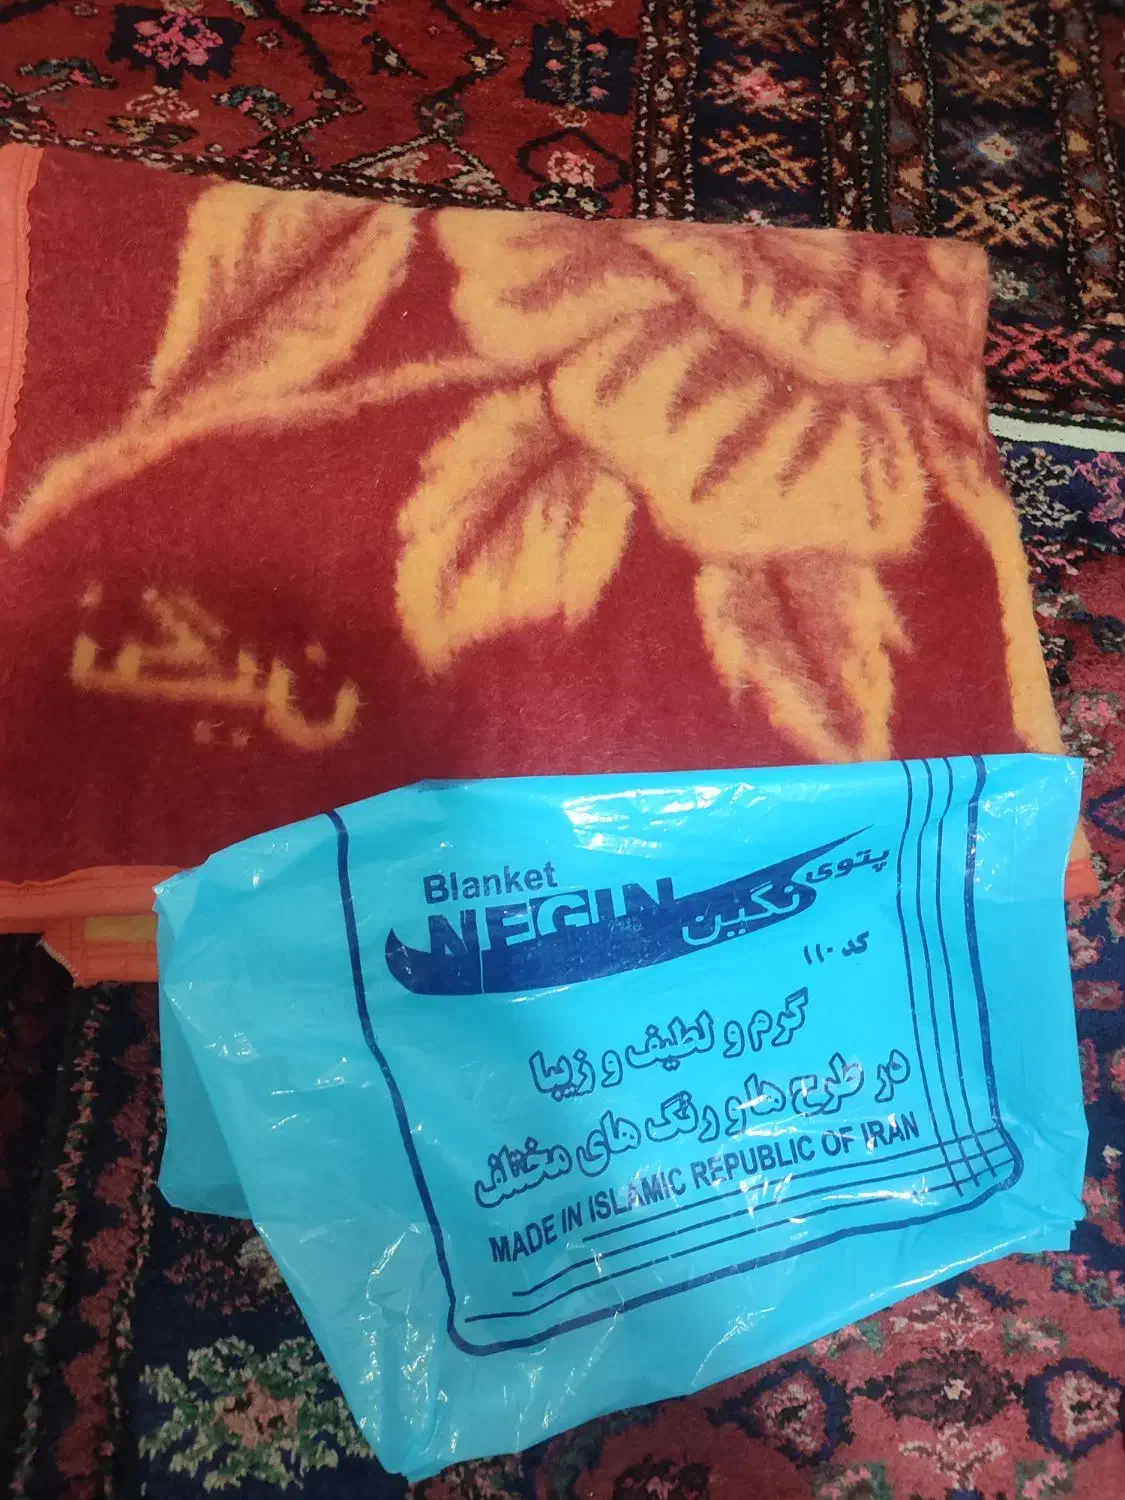 نگین
Blanket
پتوی
NEGIN نگین
کد ۱۱۰
گرم و لطیف و زیبا
در طرح ها و رنگ های مختلف
MADE IN ISLAMIC REPUBLIC OF IRAN